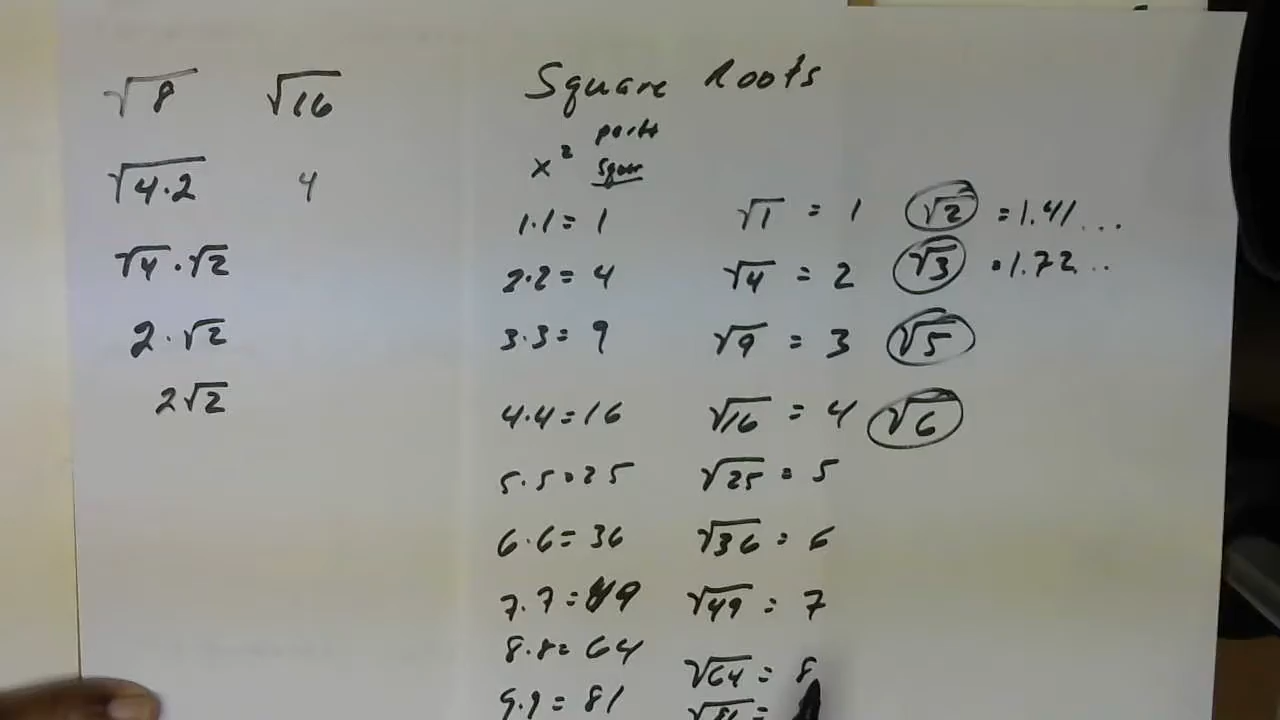 √8 √16
√4·2 4
√4·√2
2·√2
2√2
Square Roots
x²
1·1=1 √1 = 1 √2 =1.41...
2·2=4 √4 = 2 √3 =1.72...
3·3=9 √9 = 3 √5
4·4=16 √16 = 4 √6
5·5=25 √25 = 5
6·6=36 √36 = 6
7·7=49 √49 = 7
8·8=64 √64 = 8
9·9=81 √81 =